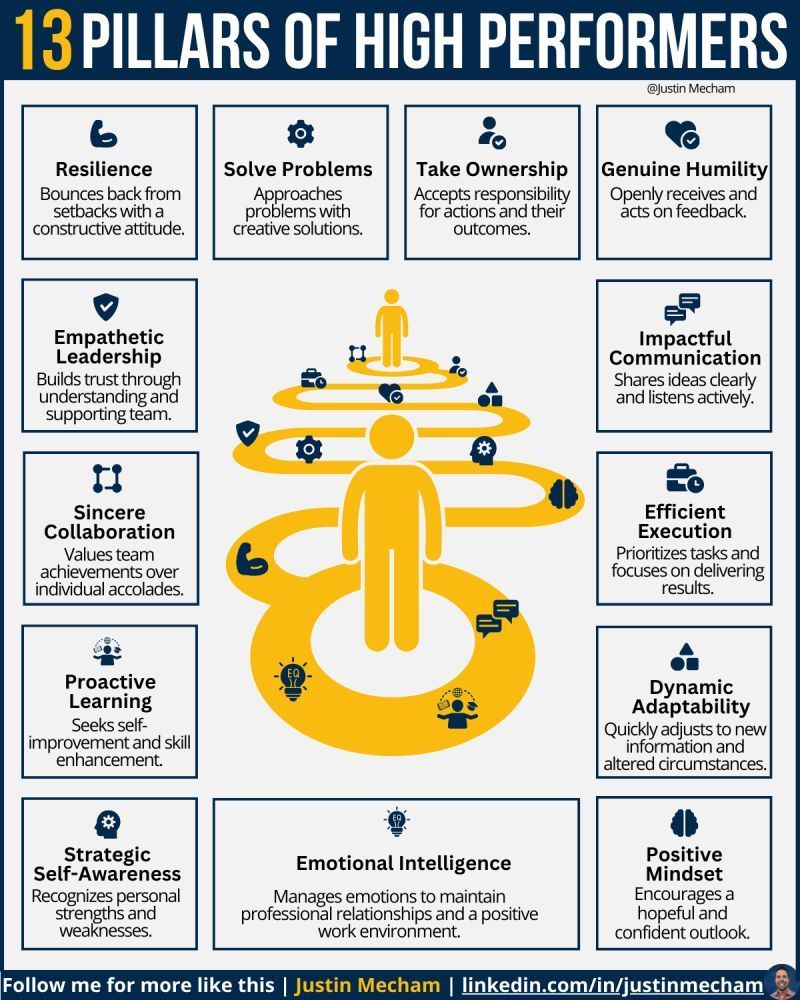 13 PILLARS OF HIGH PERFORMERS
@Justin Mecham
Resilience
Bounces back from
setbacks with a
constructive attitude.
Solve Problems
Approaches
problems with
creative solutions.
Take Ownership
Accepts responsibility
for actions and their
outcomes.
Genuine Humility
Openly receives and
acts on feedback.
Empathetic
Leadership
Builds trust through
understanding and
supporting team.
Impactful
Communication
Shares ideas clearly
and listens actively.
Sincere
Collaboration
Values team
achievements over
individual accolades.
Efficient
Execution
Prioritizes tasks and
focuses on delivering
results.
Proactive
Learning
Seeks self-
improvement and skill
enhancement.
EQ
Dynamic
Adaptability
Quickly adjusts to new
information and
altered circumstances.
Strategic
Self-Awareness
Recognizes personal
strengths and
weaknesses.
EQ
Emotional Intelligence
Manages emotions to maintain
professional relationships and a positive
work environment.
Positive
Mindset
Encourages a
hopeful and
confident outlook.
Follow me for more like this | Justin Mecham | linkedin.com/in/justinmecham